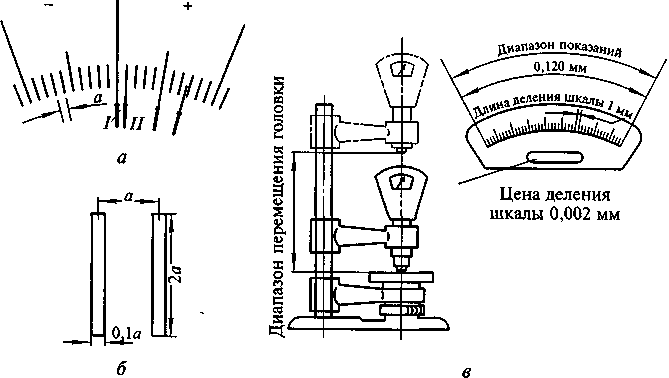 − +
a
I II
а
a
2a
0,1a
б
Диапазон перемещения головки
Диапазон показаний
0,120 мм
Длина деления шкалы 1 мм
Цена деления
шкалы 0,002 мм
в